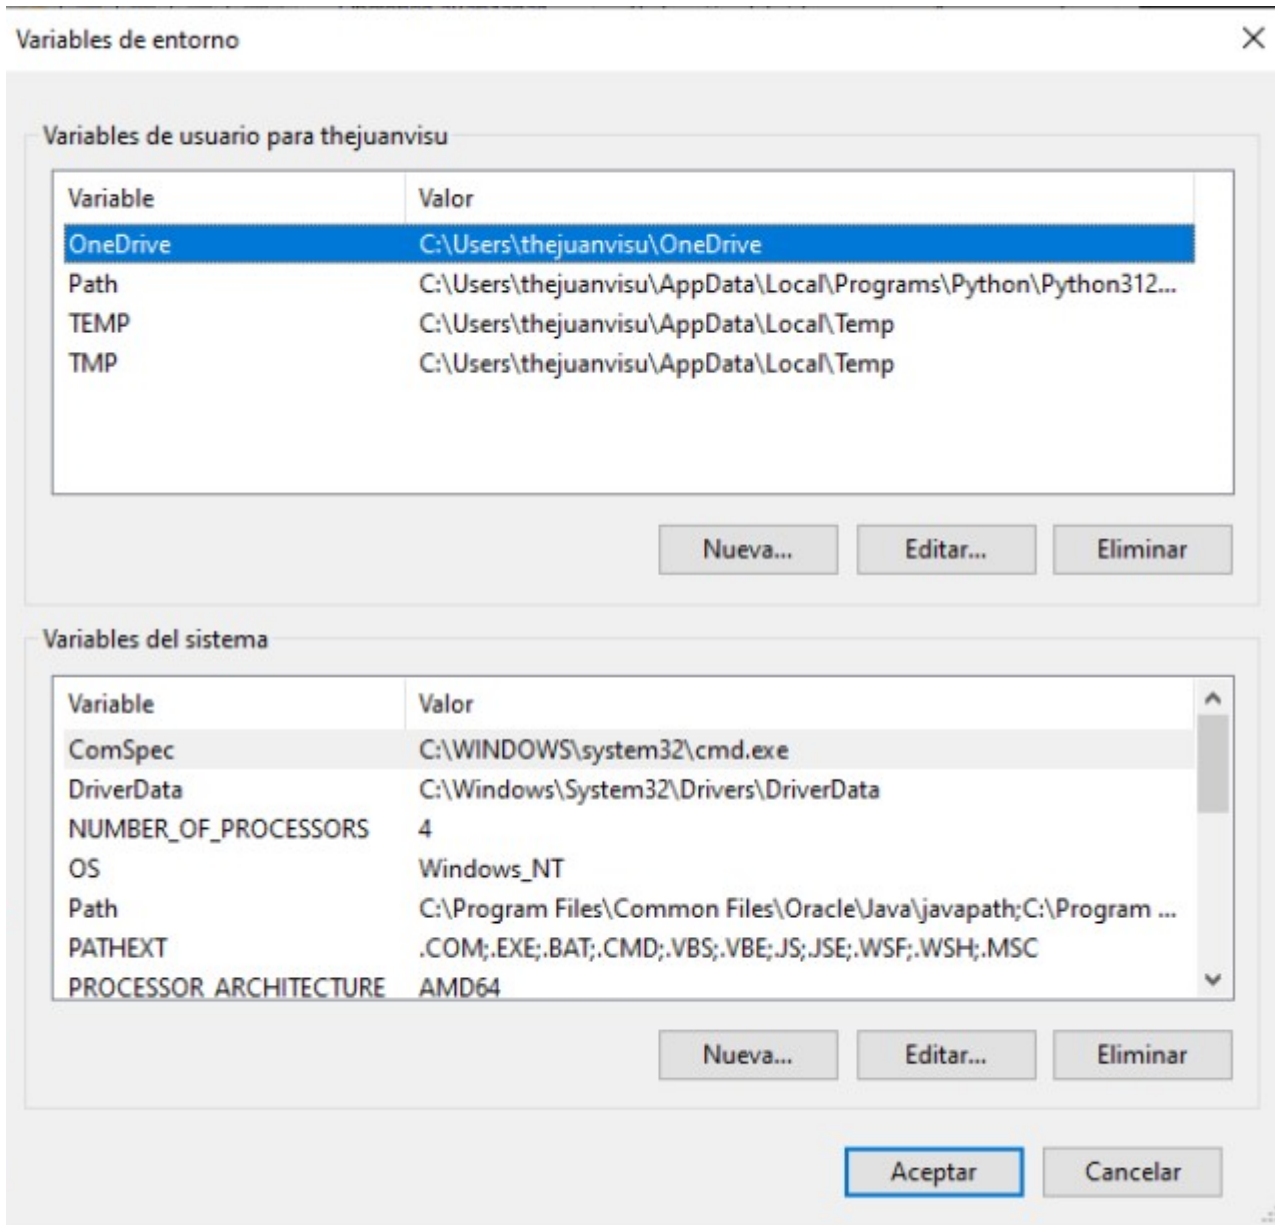 Variables de entorno
Variables de usuario para thejuanvisu
Variable Valor
OneDrive C:\Users\thejuanvisu\OneDrive
Path C:\Users\thejuanvisu\AppData\Local\Programs\Python\Python312...
TEMP C:\Users\thejuanvisu\AppData\Local\Temp
TMP C:\Users\thejuanvisu\AppData\Local\Temp
Nueva... Editar... Eliminar
Variables del sistema
Variable Valor
ComSpec C:\WINDOWS\system32\cmd.exe
DriverData C:\Windows\System32\Drivers\DriverData
NUMBER_OF_PROCESSORS 4
OS Windows_NT
Path C:\Program Files\Common Files\Oracle\Java\javapath;C:\Program ...
PATHEXT .COM;.EXE;.BAT;.CMD;.VBS;.VBE;.JS;.JSE;.WSF;.WSH;.MSC
PROCESSOR_ARCHITECTURE AMD64
Nueva... Editar... Eliminar
Aceptar Cancelar